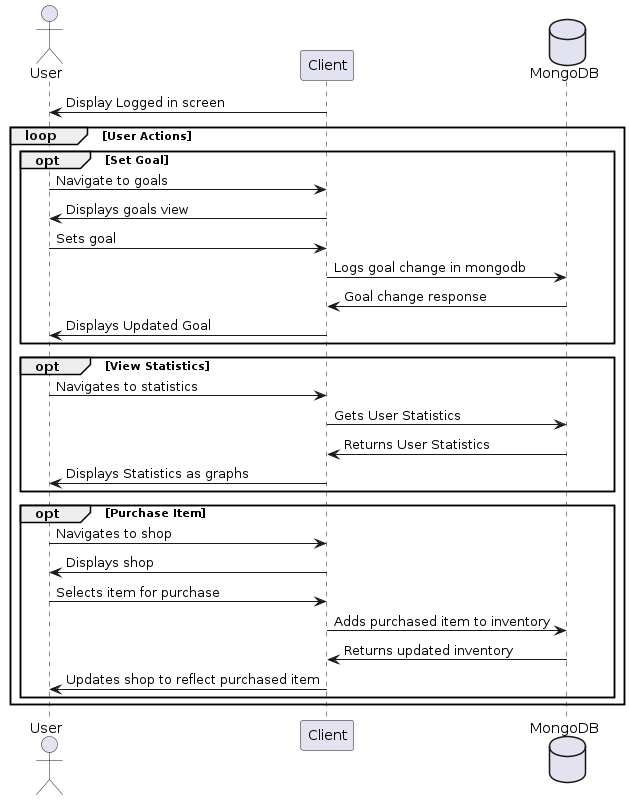 User
Client
MongoDB
Display Logged in screen
loop [User Actions]
opt [Set Goal]
Navigate to goals
Displays goals view
Sets goal
Logs goal change in mongodb
Goal change response
Displays Updated Goal
opt [View Statistics]
Navigates to statistics
Gets User Statistics
Returns User Statistics
Displays Statistics as graphs
opt [Purchase Item]
Navigates to shop
Displays shop
Selects item for purchase
Adds purchased item to inventory
Returns updated inventory
Updates shop to reflect purchased item
User
Client
MongoDB